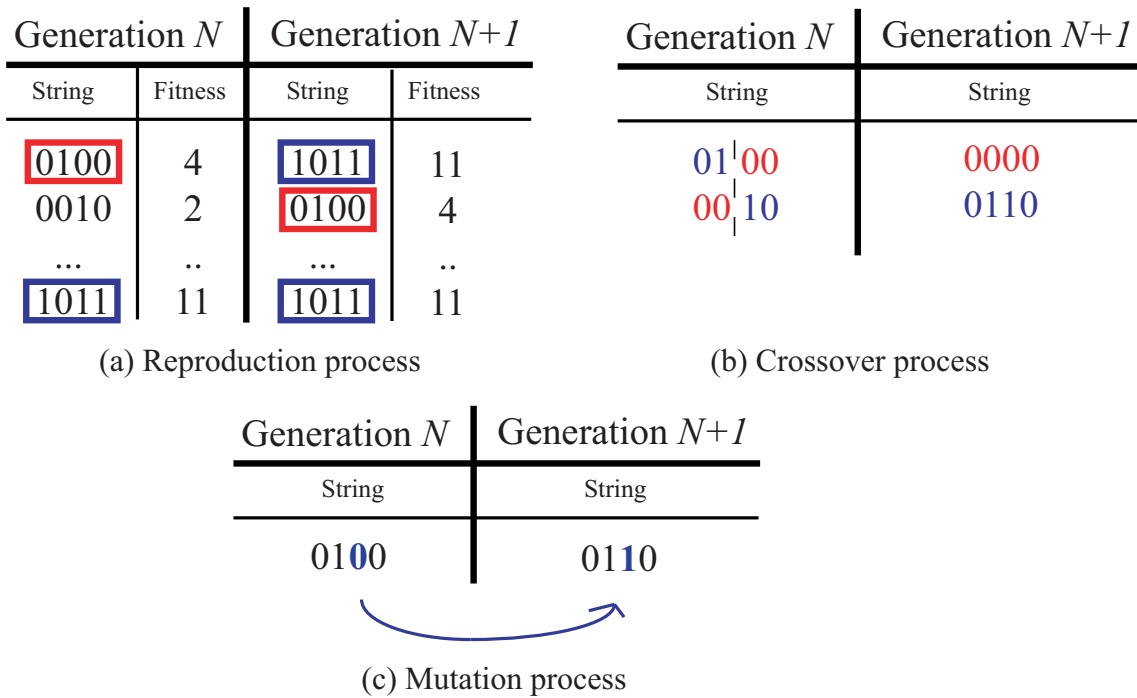 Generation N Generation N+1
String Fitness String Fitness
0100 4 1011 11
0010 2 0100 4
... .. ... ..
1011 11 1011 11
(a) Reproduction process
Generation N Generation N+1
String String
01 00 0000
00 10 0110
(b) Crossover process
Generation N Generation N+1
String String
0100 0110
(c) Mutation process